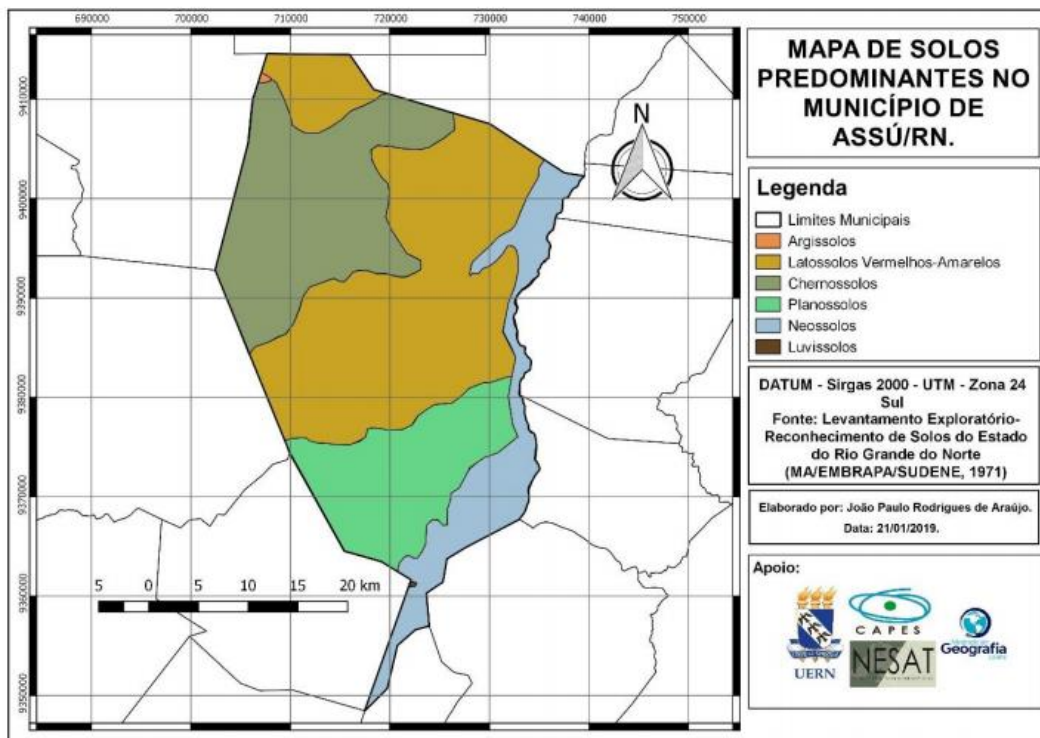 690000 700000 710000 720000 730000 740000 750000
9410000
9400000
9390000
9380000
9370000
9360000
9350000
N
5 0 5 10 15 20 km
MAPA DE SOLOS
PREDOMINANTES NO
MUNICÍPIO DE
ASSÚ/RN.
Legenda
Limites Municipais
Argissolos
Latossolos Vermelhos-Amarelos
Chernossolos
Planossolos
Neossolos
Luvissolos
DATUM - Sirgas 2000 - UTM - Zona 24
Sul
Fonte: Levantamento Exploratório-
Reconhecimento de Solos do Estado
do Rio Grande do Norte
(MA/EMBRAPA/SUDENE, 1971)
Elaborado por: João Paulo Rodrigues de Araújo.
Data: 21/01/2019.
Apoio:
UERN
CAPES
NESAT
Geografia